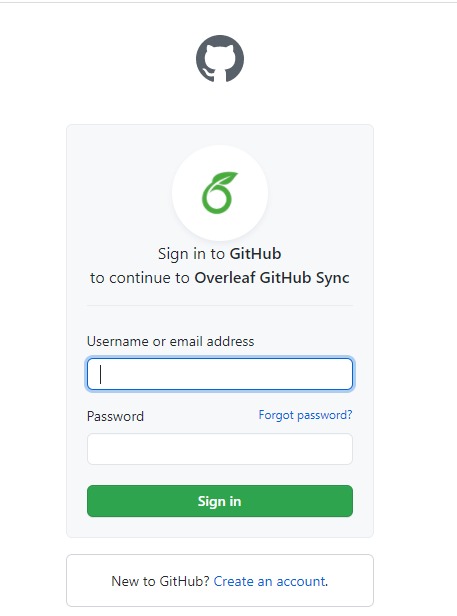 Sign in to GitHub
to continue to Overleaf GitHub Sync
Username or email address
Password Forgot password?
Sign in
New to GitHub? Create an account.